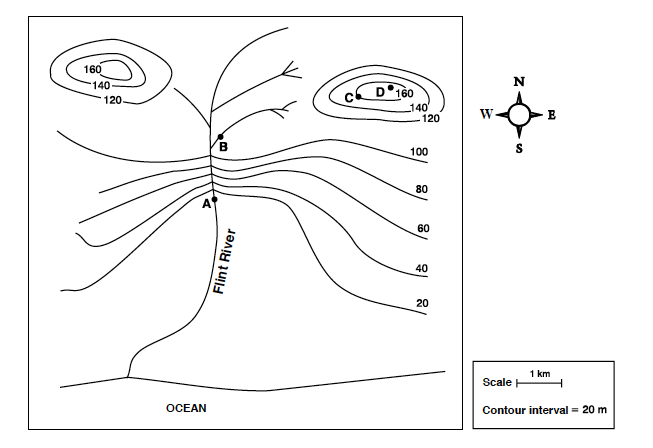 N
W E
S
160
140
120
C D 160
140
120
B
100
80
A
60
Flint River
40
20
1 km
Scale
Contour interval = 20 m
OCEAN